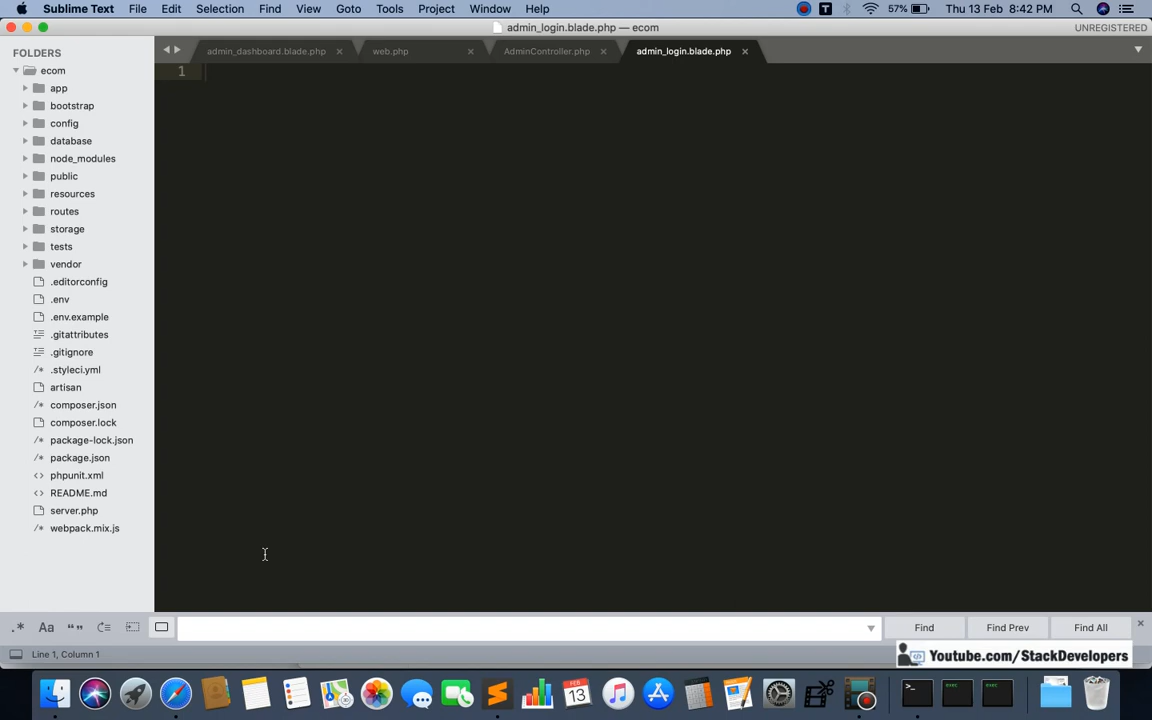 Sublime Text File Edit Selection Find View Goto Tools Project Window Help T 57% Thu 13 Feb 8:42 PM
admin_login.blade.php — ecom UNREGISTERED
FOLDERS
admin_dashboard.blade.php × web.php × AdminController.php × admin_login.blade.php ×
ecom
1
app
bootstrap
config
database
node_modules
public
resources
routes
storage
tests
vendor
.editorconfig
.env
.env.example
.gitattributes
.gitignore
/* .styleci.yml
artisan
/* composer.json
composer.lock
/* package-lock.json
/* package.json
<> phpunit.xml
<> README.md
server.php
/* webpack.mix.js
.* Aa “” Find Find Prev Find All ×
Line 1, Column 1
Youtube.com/StackDevelopers
FEB
13